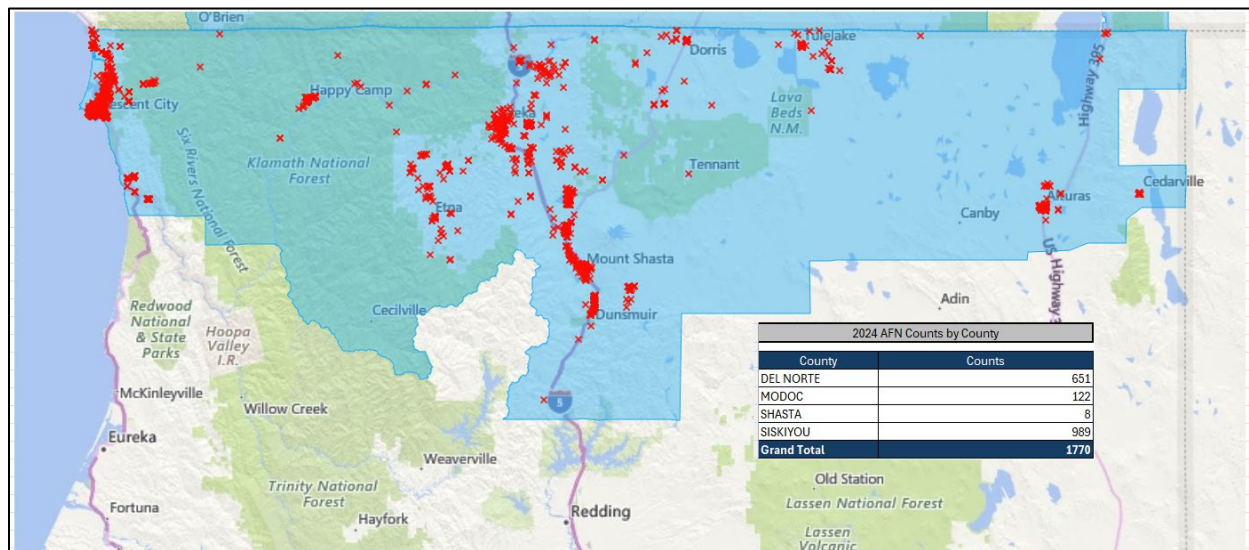 O'Brien
Dorris
Tulelake
Happy Camp
Crescent City
Highway 395
Lava
Beds
N.M.
Six Rivers National Forest
Klamath National
Forest
Tennant
Etna
Alturas
Cedarville
Canby
Mount Shasta
US Highway
Redwood
National
& State
Parks
Hoopa
Valley
I.R.
Cecilville
Dunsmuir
Adin
2024 AFN Counts by County
County Counts
DEL NORTE 651
MODOC 122
SHASTA 8
SISKIYOU 989
Grand Total 1770
McKinleyville
Willow Creek
5
Eureka
Weaverville
Old Station
Trinity National
Forest
Lassen National Forest
Fortuna
Hayfork
Redding
Lassen
Volcanic